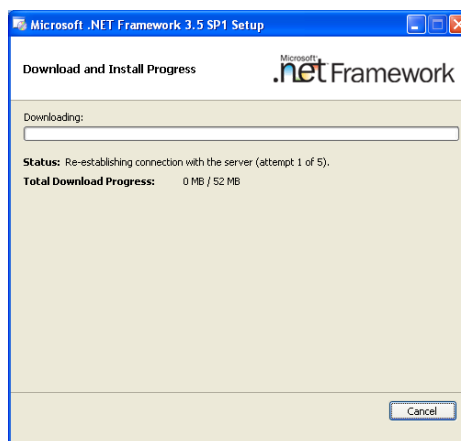 Microsoft .NET Framework 3.5 SP1 Setup
Download and Install Progress
Microsoft
.net Framework
Downloading:
Status: Re-establishing connection with the server (attempt 1 of 5).
Total Download Progress: 0 MB / 52 MB
Cancel